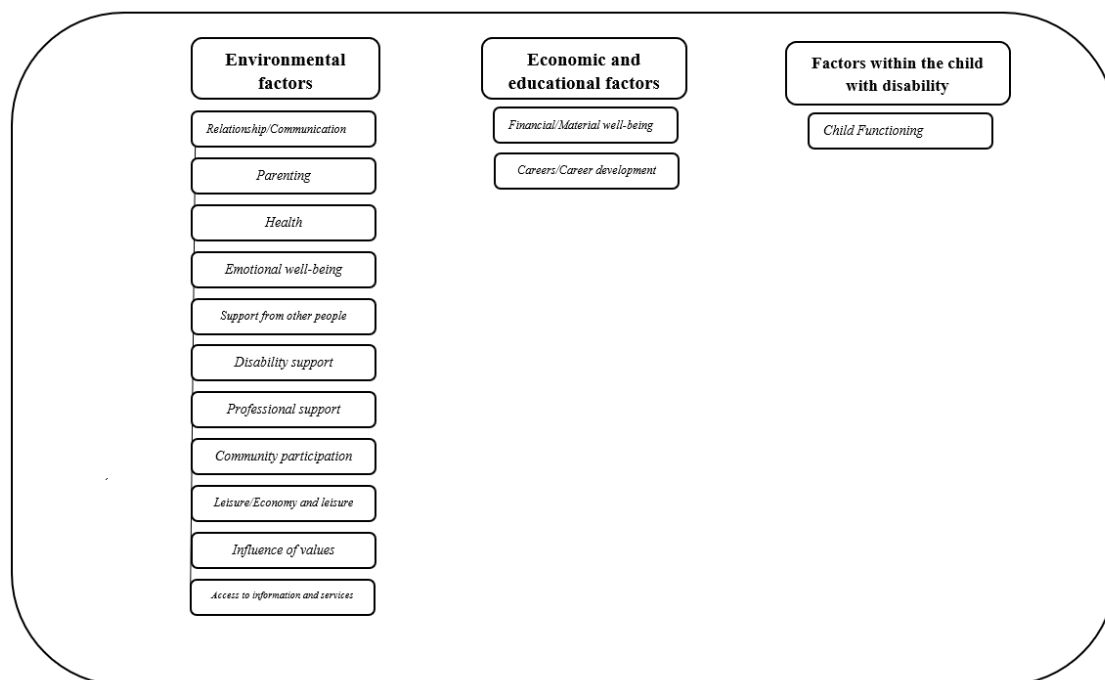 Environmental
factors
Relationship/Communication
Parenting
Health
Emotional well-being
Support from other people
Disability support
Professional support
Community participation
Leisure/Economy and leisure
Influence of values
Access to information and services
Economic and
educational factors
Financial/Material well-being
Careers/Career development
Factors within the child
with disability
Child Functioning